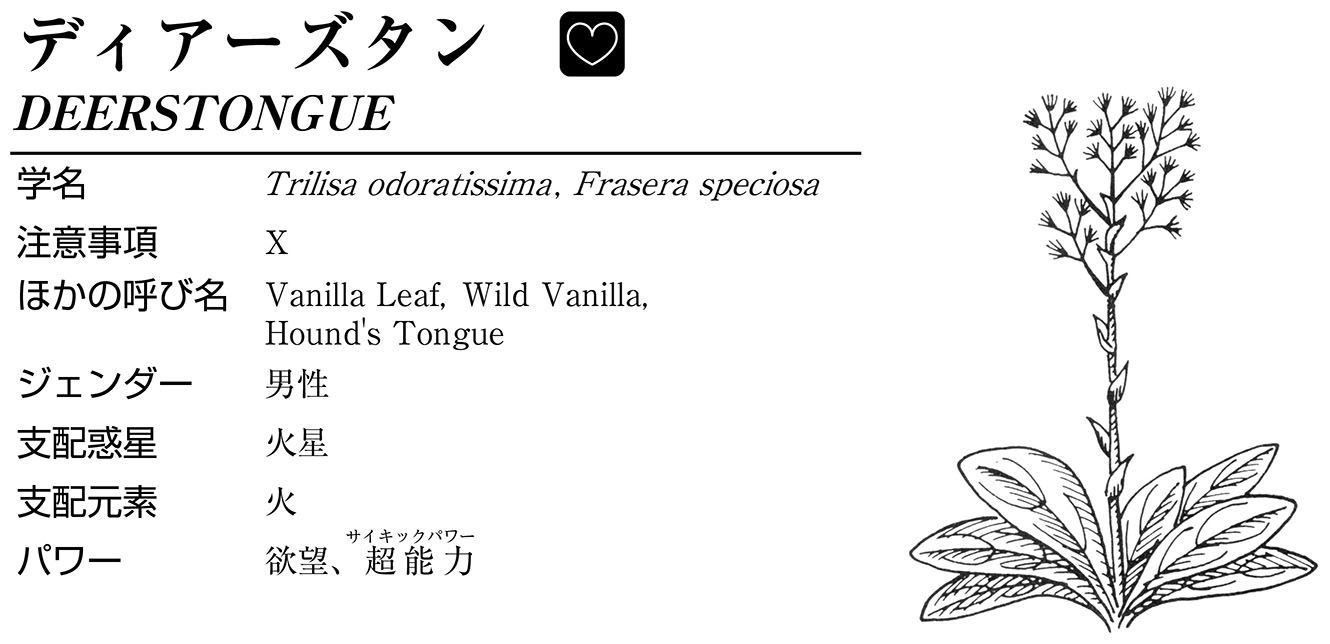 ディアーズタン
DEERSTONGUE
学名 Trilisa odoratissima, Frasera speciosa
注意事項 X
ほかの呼び名 Vanilla Leaf, Wild Vanilla,
Hound's Tongue
ジェンダー 男性
支配惑星 火星
支配元素 火
サイキックパワー
パワー 欲望、超能力